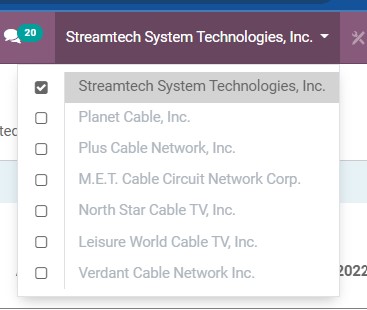 20
Streamtech System Technologies, Inc.
Streamtech System Technologies, Inc.
Planet Cable, Inc.
Plus Cable Network, Inc.
M.E.T. Cable Circuit Network Corp.
North Star Cable TV, Inc.
Leisure World Cable TV, Inc.
Verdant Cable Network Inc.
2022